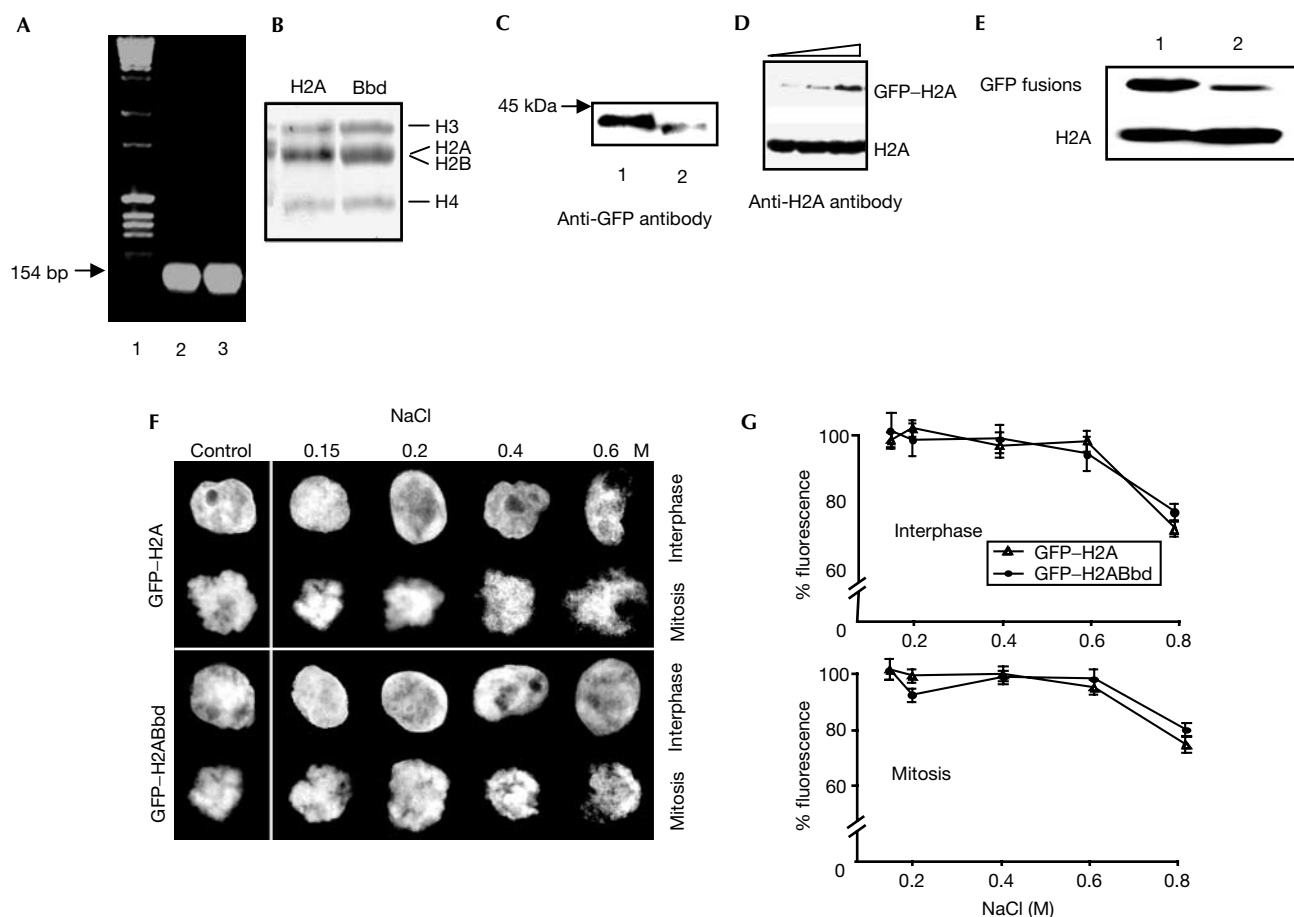 A
154 bp
1 2 3
B
H2A Bbd
H3
H2A
H2B
H4
C
45 kDa
1 2
Anti-GFP antibody
D
GFP–H2A
H2A
Anti-H2A antibody
E
1 2
GFP fusions
H2A
F
NaCl
Control 0.15 0.2 0.4 0.6 M
GFP–H2A
Interphase
Mitosis
GFP–H2ABbd
Interphase
Mitosis
G
% fluorescence
100
80
60
0
Interphase
GFP–H2A
GFP–H2ABbd
0.2 0.4 0.6 0.8
% fluorescence
100
80
60
0
Mitosis
0.2 0.4 0.6 0.8
NaCl (M)